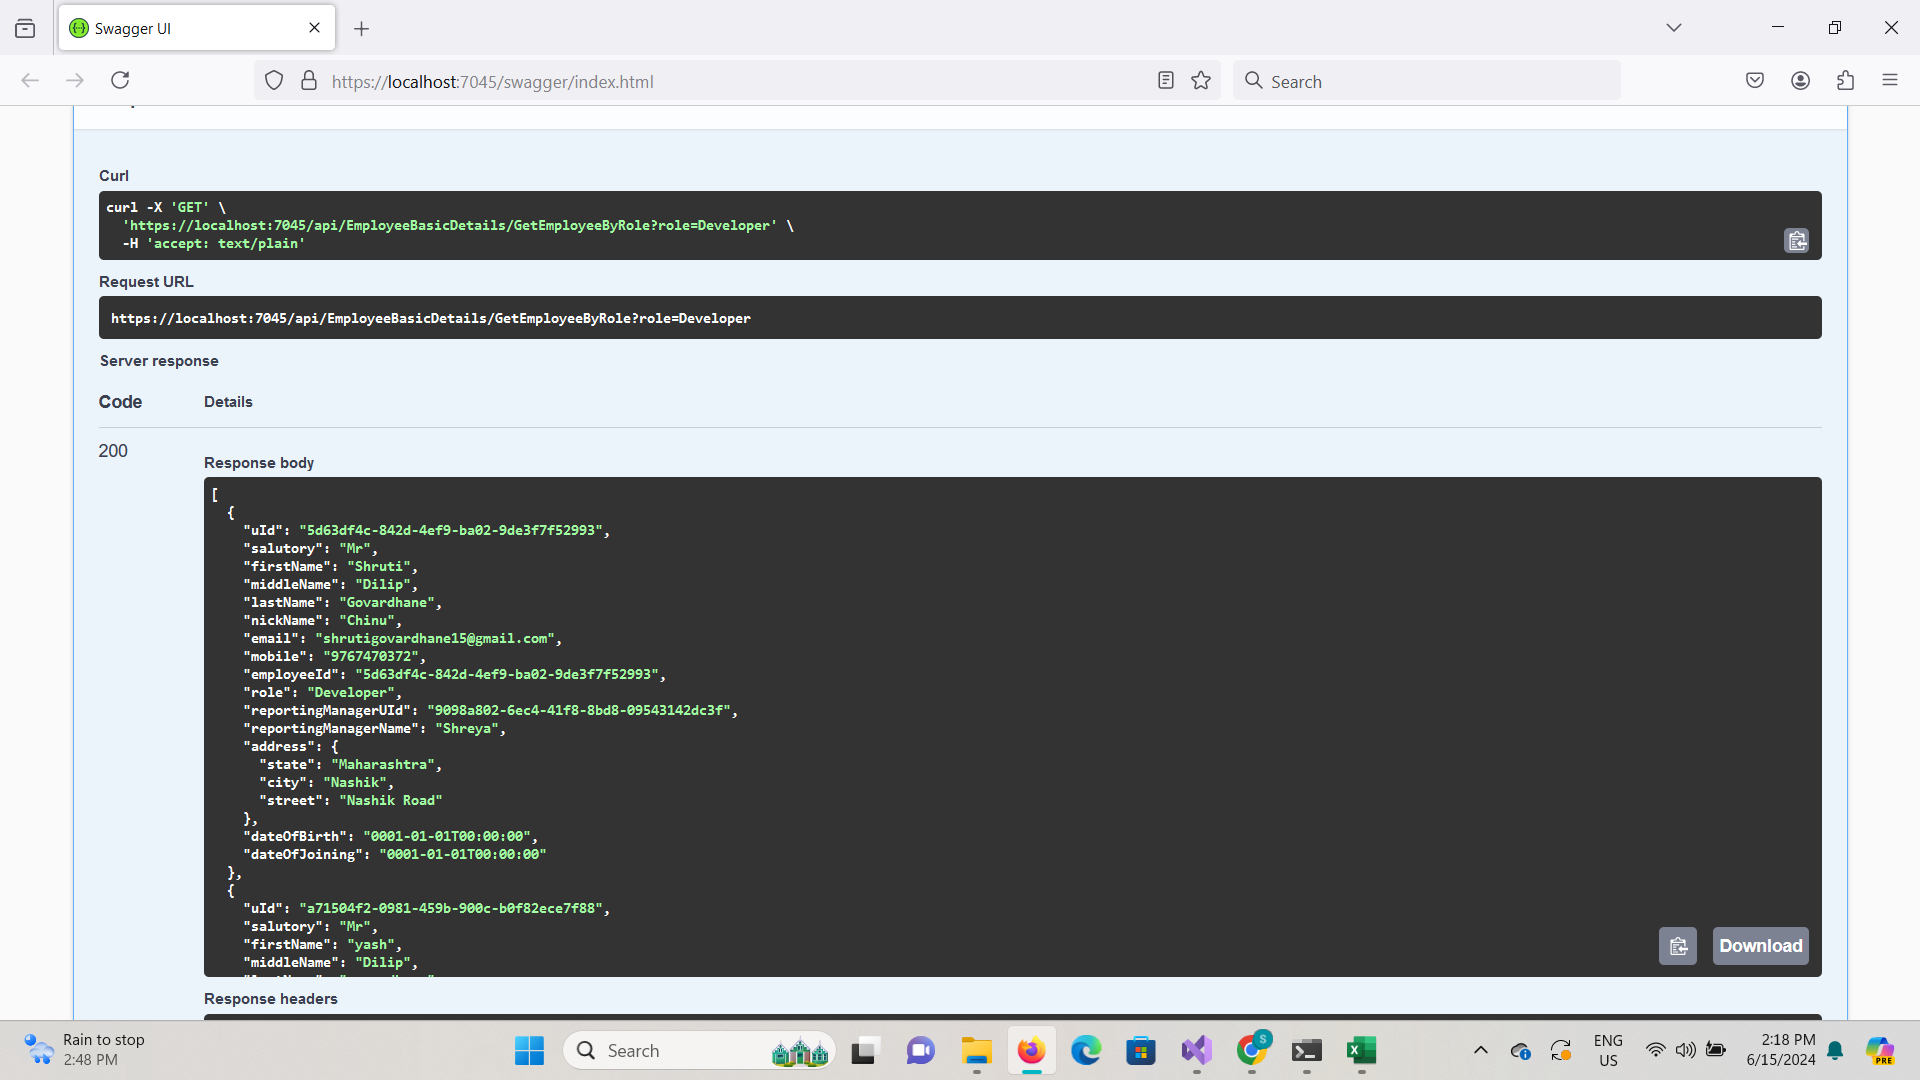 Swagger UI
https://localhost:7045/swagger/index.html
Search
Curl
curl -X 'GET' \
'https://localhost:7045/api/EmployeeBasicDetails/GetEmployeeByRole?role=Developer' \
-H 'accept: text/plain'
Request URL
https://localhost:7045/api/EmployeeBasicDetails/GetEmployeeByRole?role=Developer
Server response
Code Details
200
Response body
[
{
"uId": "5d63df4c-842d-4ef9-ba02-9de3f7f52993",
"salutory": "Mr",
"firstName": "Shruti",
"middleName": "Dilip",
"lastName": "Govardhane",
"nickName": "Chinu",
"email": "shrutigovardhane15@gmail.com",
"mobile": "9767470372",
"employeeId": "5d63df4c-842d-4ef9-ba02-9de3f7f52993",
"role": "Developer",
"reportingManagerUId": "9098a802-6ec4-41f8-8bd8-09543142dc3f",
"reportingManagerName": "Shreya",
"address": {
"state": "Maharashtra",
"city": "Nashik",
"street": "Nashik Road"
},
"dateOfBirth": "0001-01-01T00:00:00",
"dateOfJoining": "0001-01-01T00:00:00"
},
{
"uId": "a71504f2-0981-459b-900c-b0f82ece7f88",
"salutory": "Mr",
"firstName": "yash",
"middleName": "Dilip",
Download
Response headers
Rain to stop
2:48 PM
Search
S
ENG
US
2:18 PM
6/15/2024
PRE